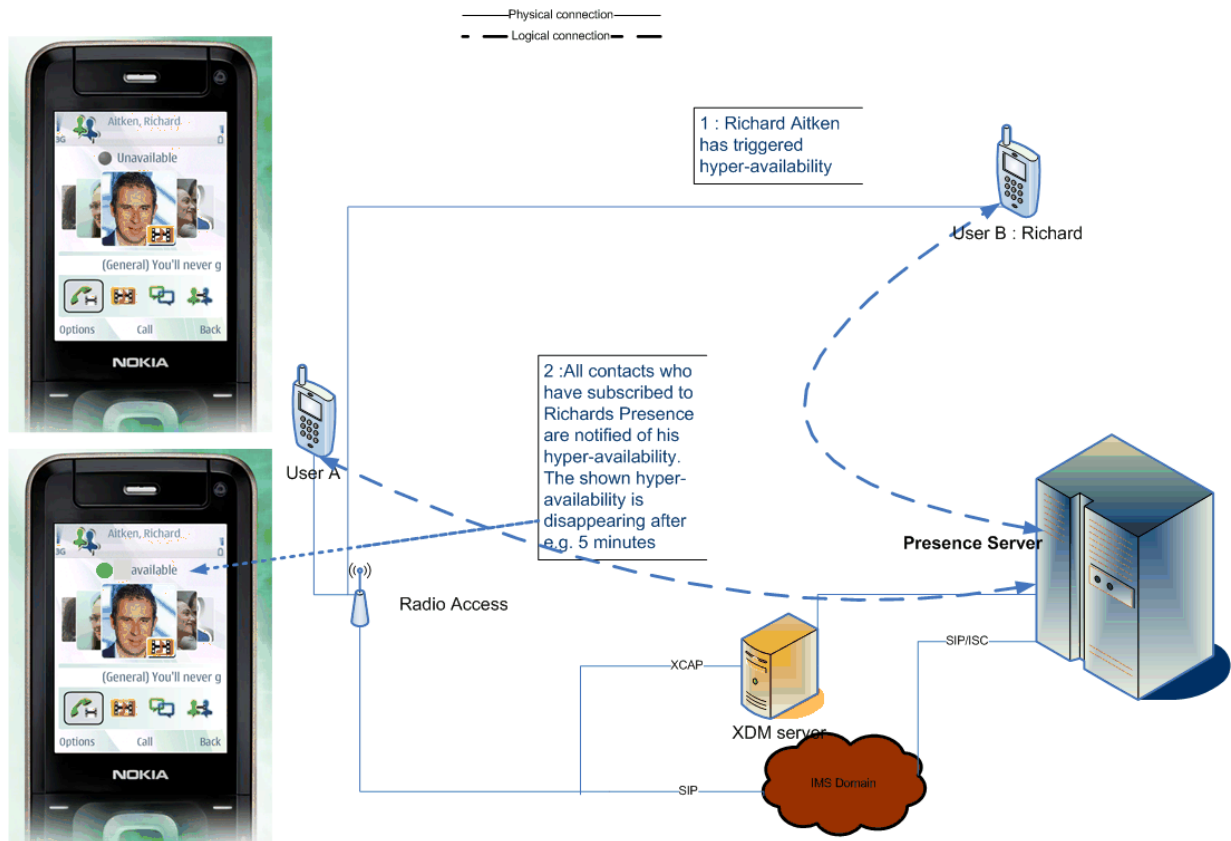 Physical connection
Logical connection
Aitken, Richard
3G
Unavailable
(General) You'll never g
Options Call Back
NOKIA
1 : Richard Aitken
has triggered
hyper-availability
User B : Richard
2 :All contacts who
have subscribed to
Richards Presence
are notified of his
hyper-availability.
The shown hyper-
availability is
disappearing after
e.g. 5 minutes
User A
Aitken, Richard
3G
available
(General) You'll never g
Options Call Back
NOKIA
Presence Server
Radio Access
SIP/ISC
XCAP
XDM server
IMS Domain
SIP